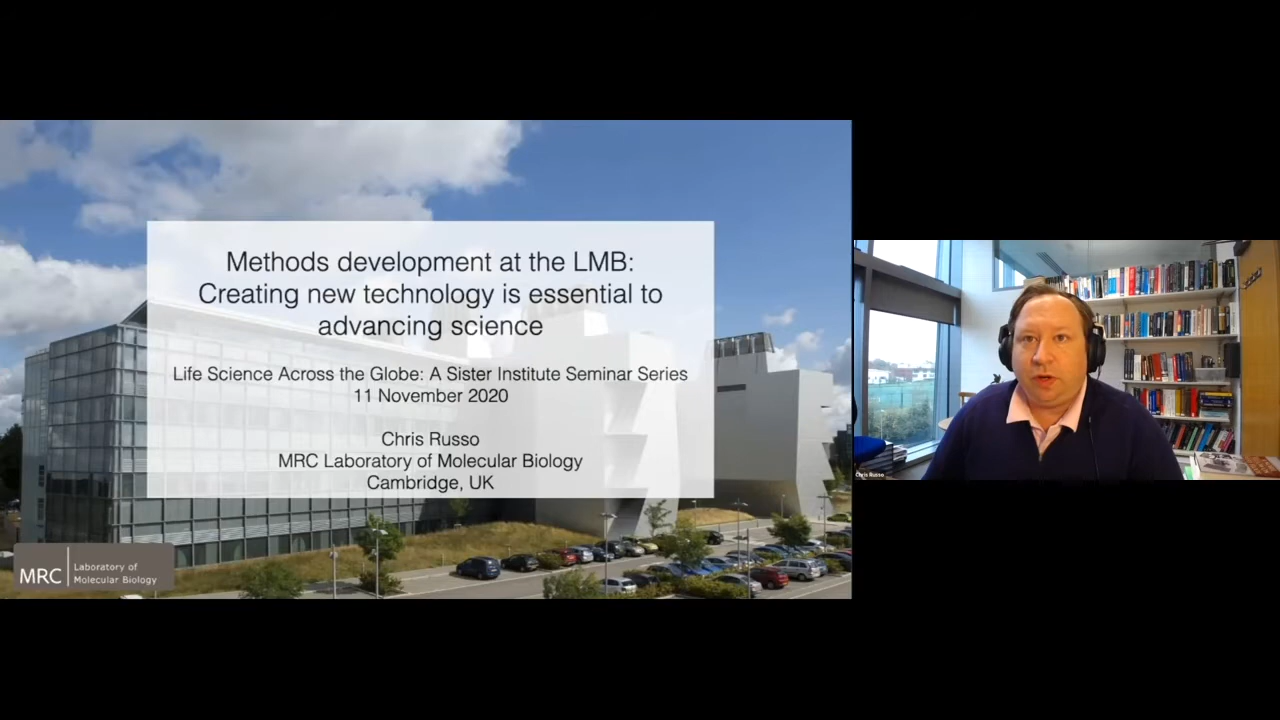 Methods development at the LMB:
Creating new technology is essential to
advancing science
Life Science Across the Globe: A Sister Institute Seminar Series
11 November 2020
Chris Russo
MRC Laboratory of Molecular Biology
Cambridge, UK
MRC
Laboratory of
Molecular Biology
Chris Russo